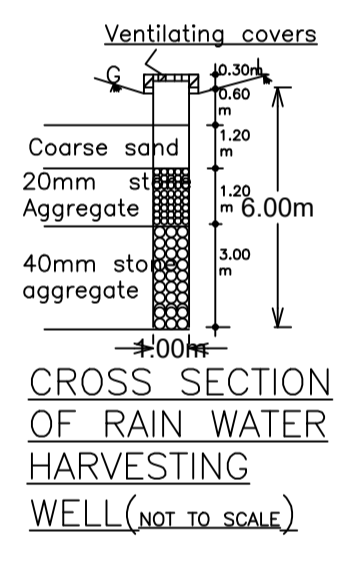 Ventilating covers
G
0.30m
0.60
m
1.20
m
Coarse sand
20mm stone
Aggregate
1.20
m
6.00m
40mm stone
aggregate
3.00
m
1.00m
CROSS SECTION
OF RAIN WATER
HARVESTING
WELL(NOT TO SCALE)